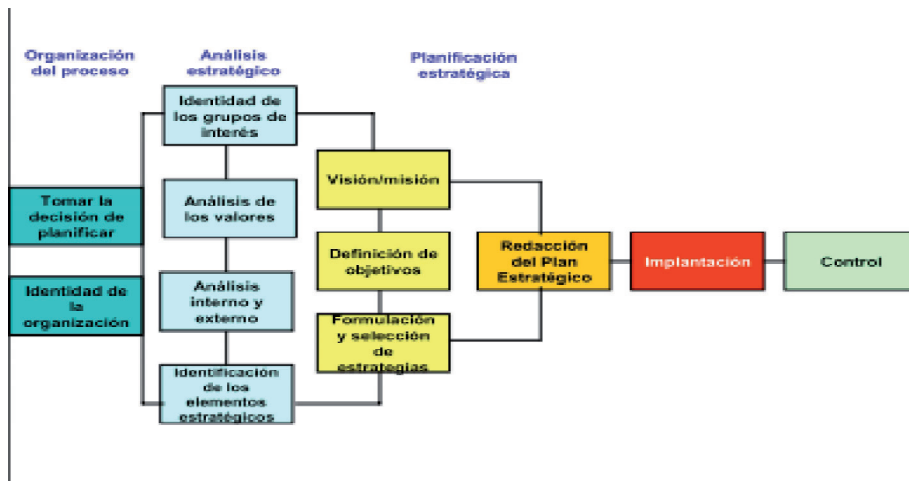 Organización
del proceso
Análisis
estratégico
Planificación
estratégica
Identidad de
los grupos de
interés
Visión/misión
Tomar la
decisión de
planificar
Análisis de
los valores
Definición de
objetivos
Redacción
del Plan
Estratégico
Implantación
Control
Identidad de
la
organización
Análisis
interno y
externo
Formulación
y selección
de
estrategias
Identificación
de los
elementos
estratégicos